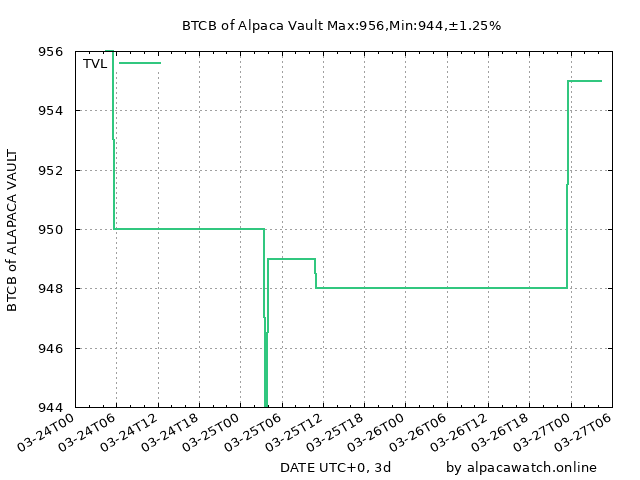 BTCB of Alpaca Vault Max:956,Min:944,±1.25%
TVL
956
954
952
950
948
946
944
BTCB of ALAPACA VAULT
03-24T00
03-24T06
03-24T12
03-24T18
03-25T00
03-25T06
03-25T12
03-25T18
03-26T00
03-26T06
03-26T12
03-26T18
03-27T00
03-27T06
DATE UTC+0, 3d
by alpacawatch.online